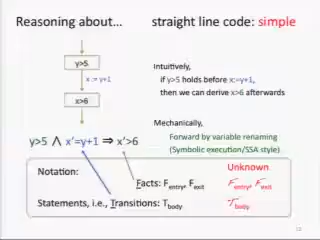 Reasoning about… straight line code: simple
y>5
x := y+1
x>6
Intuitively,
if y>5 holds before x:=y+1,
then we can derive x>6 afterwards
Mechanically,
Forward by variable renaming
(Symbolic execution/SSA style)
y>5 ∧ x'=y+1 ⇒ x'>6
Notation:
Unknown
Facts: Fentry, Fexit
Fentry, Fexit
Statements, i.e., Transitions: Tbody
Tbody